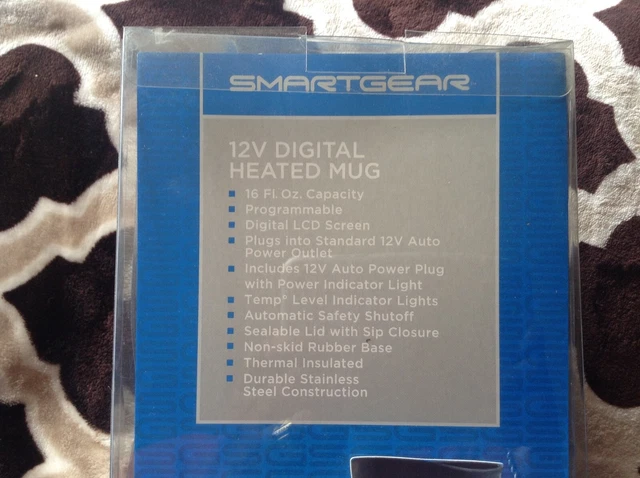 SMARTGEAR
12V DIGITAL
HEATED MUG
16 Fl. Oz. Capacity
Programmable
Digital LCD Screen
Plugs into Standard 12V Auto
Power Outlet
Includes 12V Auto Power Plug
with Power Indicator Light
Temp° Level Indicator Lights
Automatic Safety Shutoff
Sealable Lid with Sip Closure
Non-skid Rubber Base
Thermal Insulated
Durable Stainless
Steel Construction